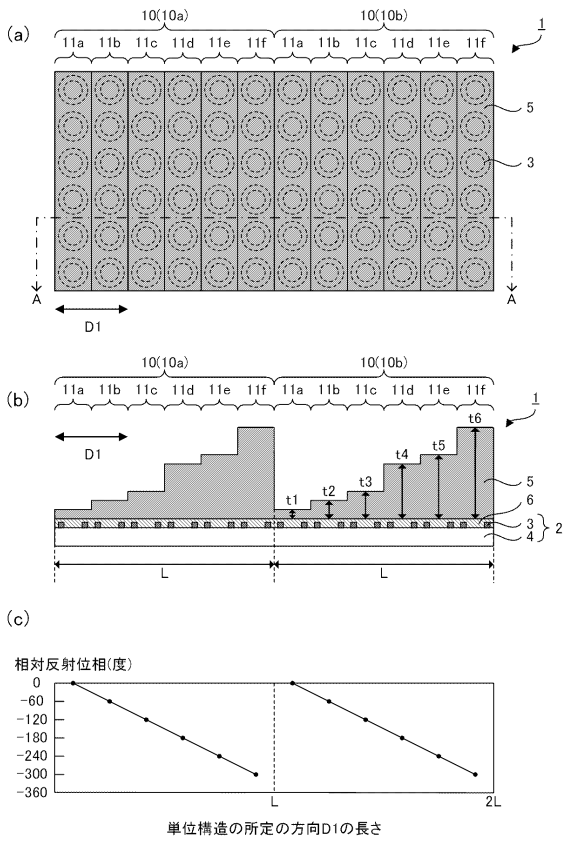 (a)
10(10a) 10(10b)
11a 11b 11c 11d 11e 11f 11a 11b 11c 11d 11e 11f
1
5
3
A A
D1
(b)
10(10a) 10(10b)
11a 11b 11c 11d 11e 11f 11a 11b 11c 11d 11e 11f
1
D1
t1 t2 t3 t4 t5 t6
5
6
3
4
2
L L
(c)
相対反射位相(度)
0
-60
-120
-180
-240
-300
-360
L 2L
単位構造の所定の方向D1の長さ